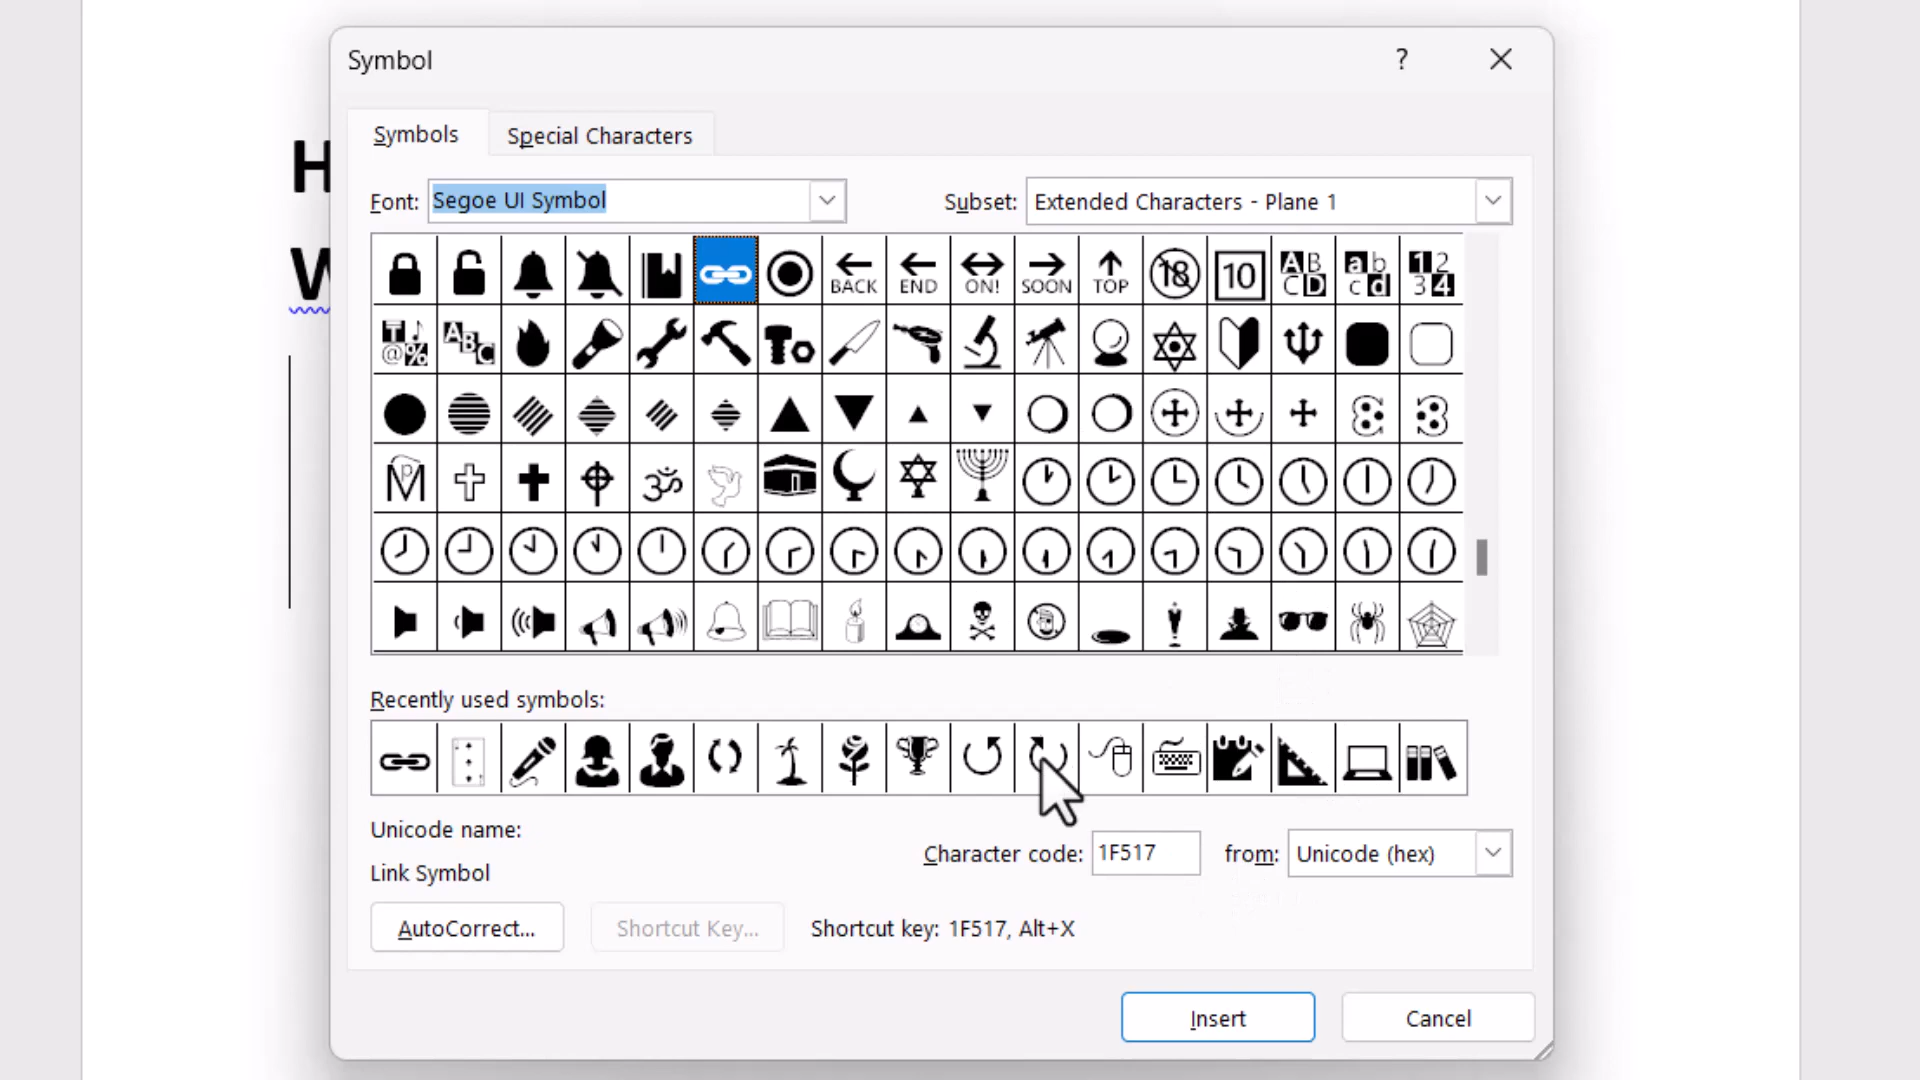 Symbol ?
Symbols Special Characters
H
Font: Segoe UI Symbol Subset: Extended Characters - Plane 1
W
BACK END ON! SOON TOP 18 10 AB CD ab cd 12 34
@% ABC
Recently used symbols:
Unicode name:
Link Symbol
Character code: 1F517 from: Unicode (hex)
AutoCorrect... Shortcut Key... Shortcut key: 1F517, Alt+X
Insert Cancel